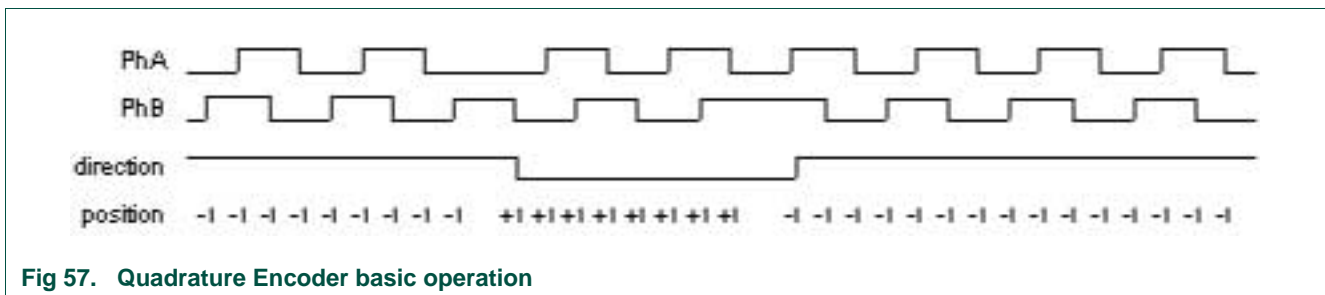 PhA
PhB
direction
position -1 -1 -1 -1 -1 -1 -1 -1 -1 +1 +1 +1 +1 +1 +1 +1 +1 -1 -1 -1 -1 -1 -1 -1 -1 -1 -1 -1 -1 -1 -1 -1
Fig 57. Quadrature Encoder basic operation